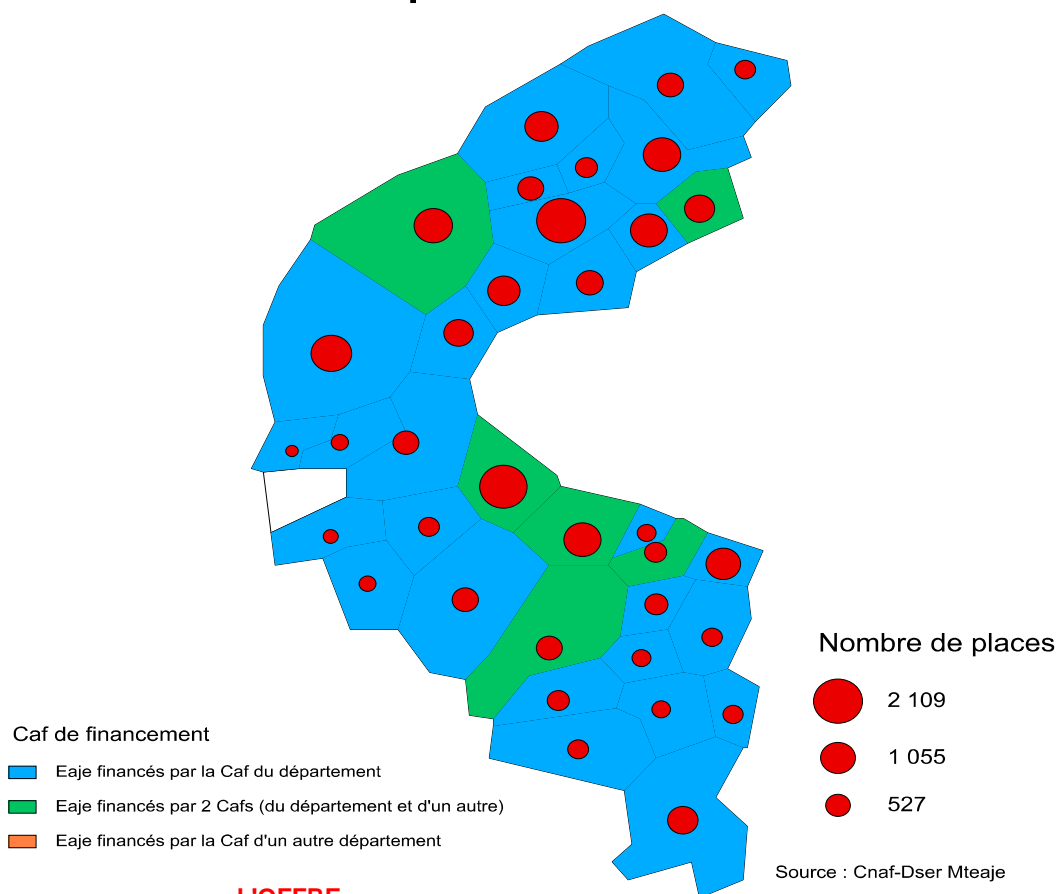 Nombre de places
2 109
1 055
527
Caf de financement
Eaje financés par la Caf du département
Eaje financés par 2 Cafs (du département et d'un autre)
Eaje financés par la Caf d'un autre département
Source : Cnaf-Dser Mteaje
L'OFFRE